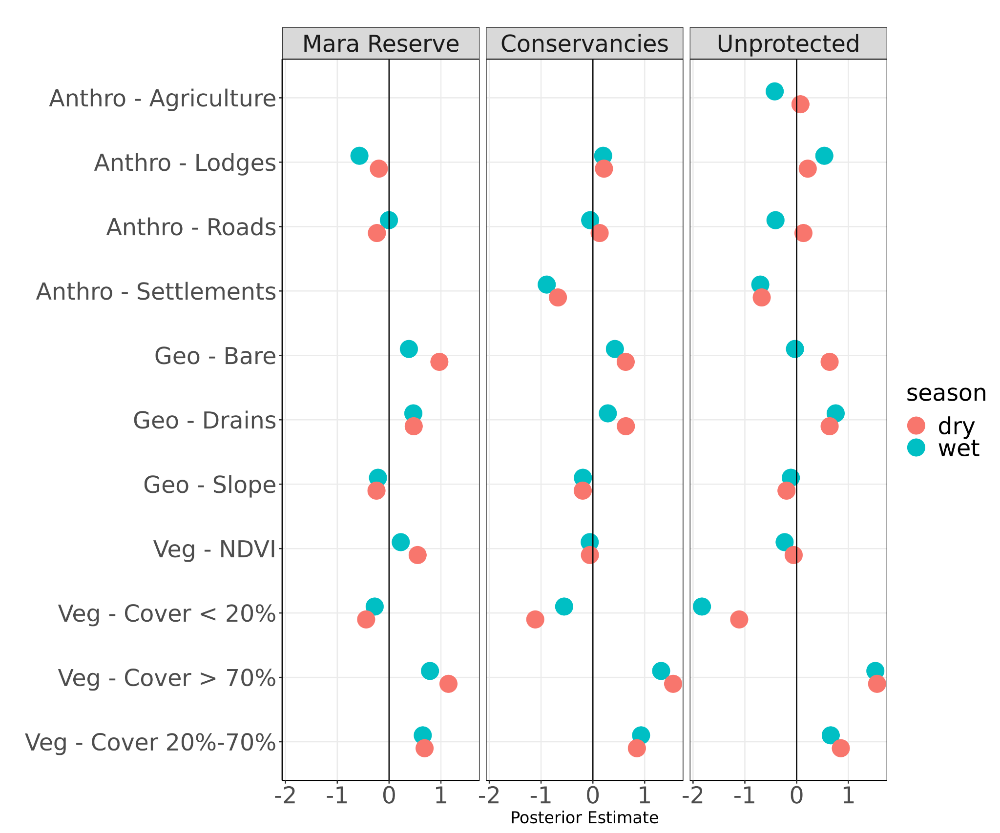 Mara Reserve Conservancies Unprotected
Anthro - Agriculture
Anthro - Lodges
Anthro - Roads
Anthro - Settlements
Geo - Bare
Geo - Drains
Geo - Slope
Veg - NDVI
Veg - Cover < 20%
Veg - Cover > 70%
Veg - Cover 20%-70%
-2 -1 0 1 -2 -1 0 1 -2 -1 0 1
Posterior Estimate
season
dry
wet